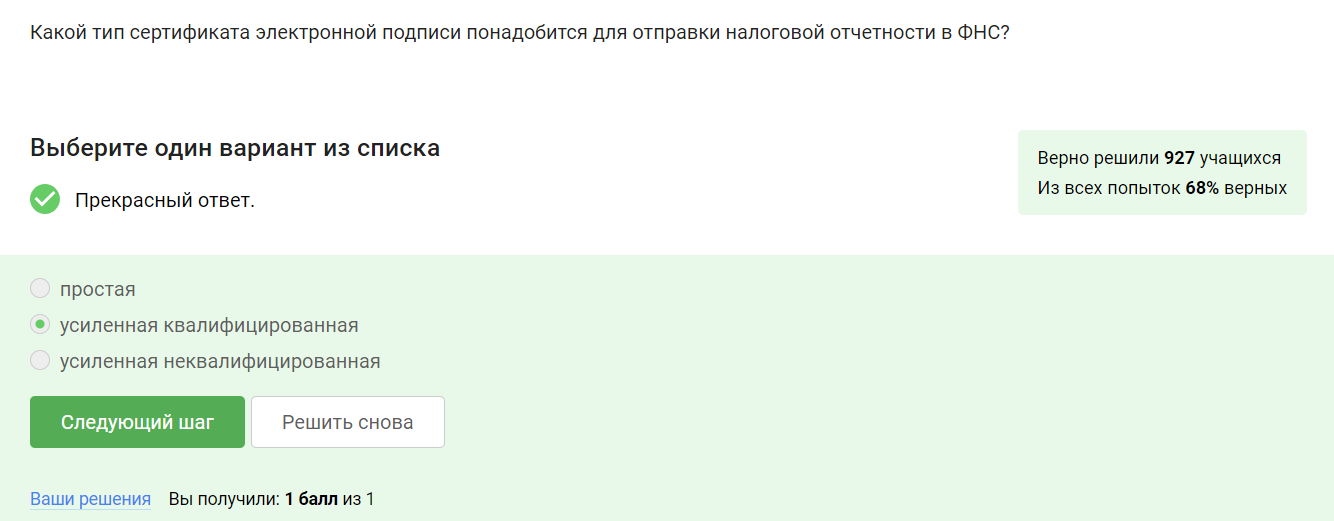 Какой тип сертификата электронной подписи понадобится для отправки налоговой отчетности в ФНС?
Выберите один вариант из списка
Прекрасный ответ.
Верно решили 927 учащихся
Из всех попыток 68% верных
простая
усиленная квалифицированная
усиленная неквалифицированная
Следующий шаг
Решить снова
Ваши решения Вы получили: 1 балл из 1